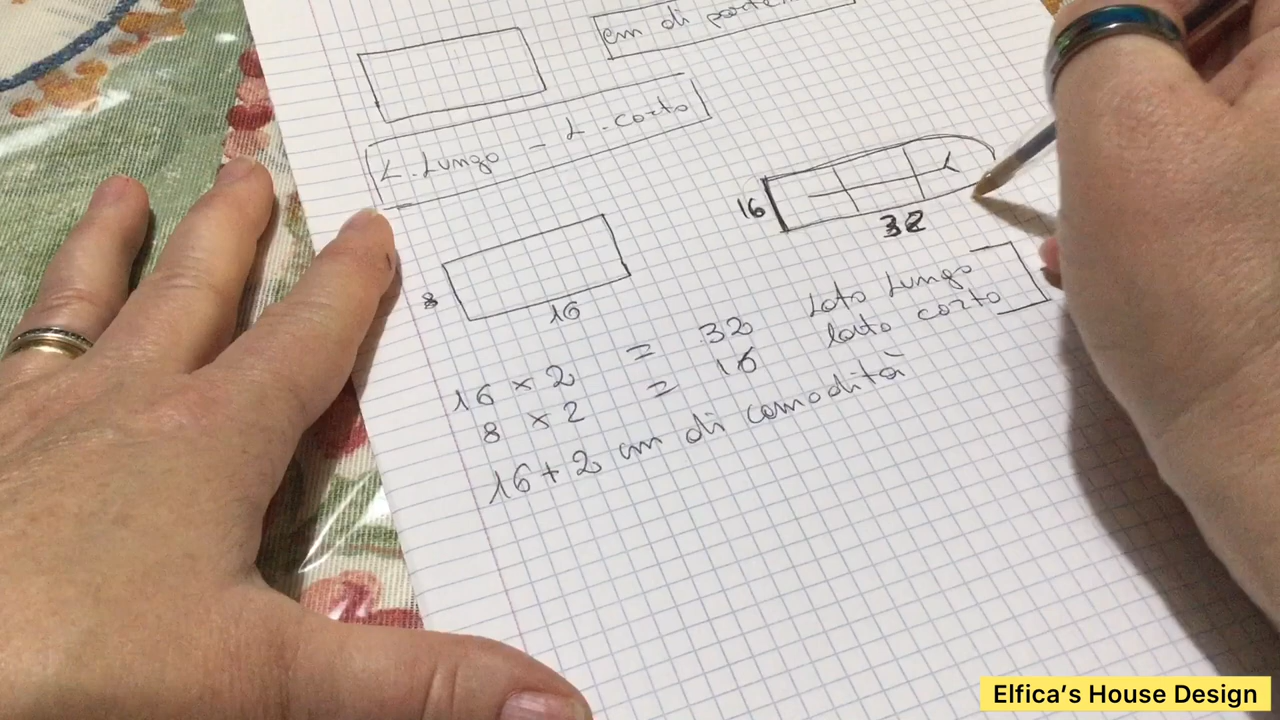 cm di
L. Lungo - L. corto
16
32
8
16
16 x 2 = 32 Lato Lungo
8 x 2 = 16 lato corto
16 + 2 cm di comodità
Elfica’s House Design